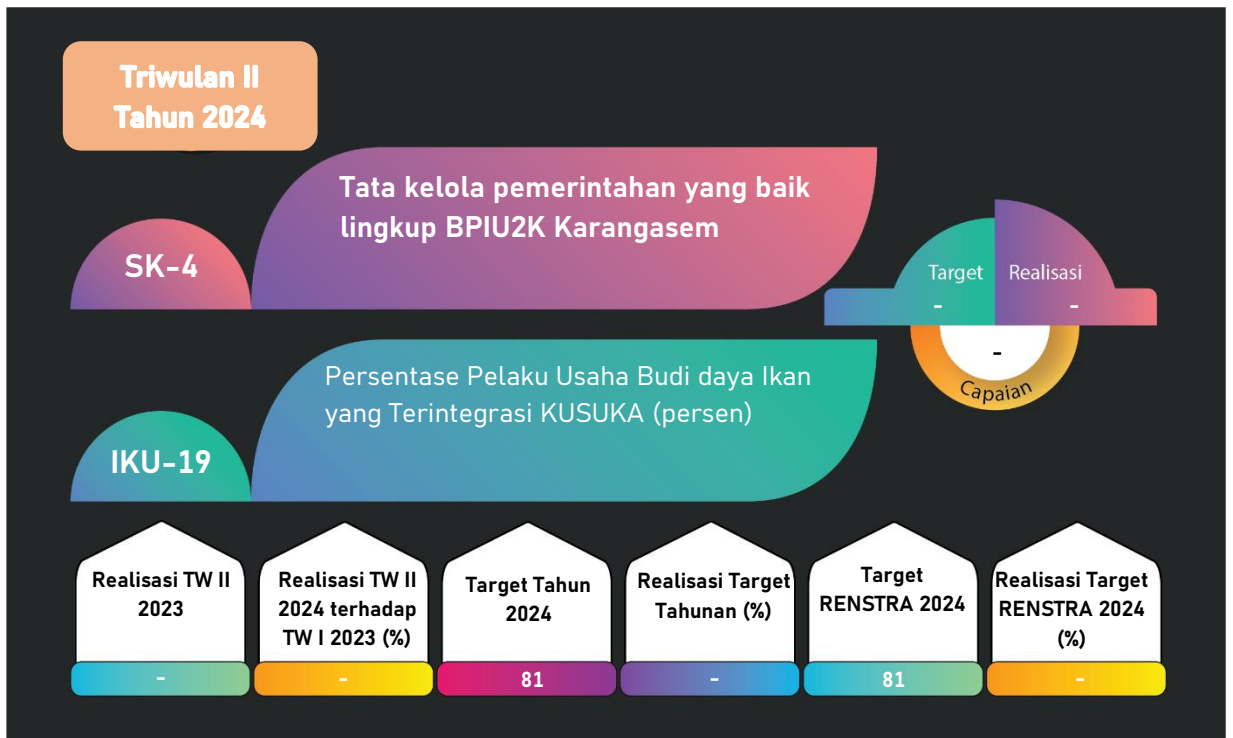 Triwulan II
Tahun 2024
Tata kelola pemerintahan yang baik
lingkup BPIU2K Karangasem
SK-4
Target
Realisasi
-
-
-
Capaian
Persentase Pelaku Usaha Budi daya Ikan
yang Terintegrasi KUSUKA (persen)
IKU-19
Realisasi TW II
2023
-
Realisasi TW II
2024 terhadap
TW I 2023 (%)
-
Target Tahun
2024
81
Realisasi Target
Tahunan (%)
-
Target
RENSTRA 2024
81
Realisasi Target
RENSTRA 2024
(%)
-